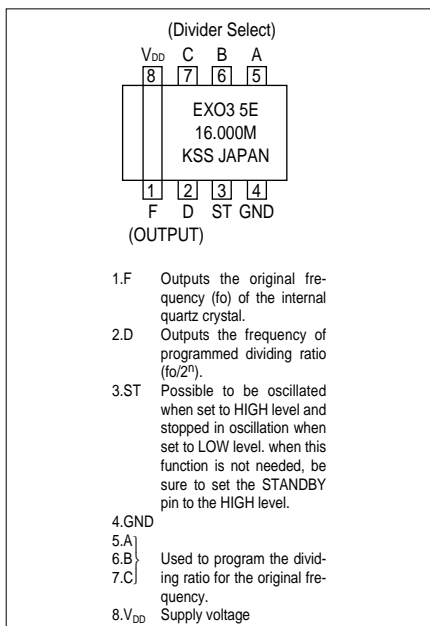 (Divider Select)
VDD C B A
8 7 6 5
EXO3 5E
16.000M
KSS JAPAN
1 2 3 4
F D ST GND
(OUTPUT)
1.F Outputs the original fre-
quency (fo) of the internal
quartz crystal.
2.D Outputs the frequency of
programmed dividing ratio
(fo/2ⁿ).
3.ST Possible to be oscillated
when set to HIGH level and
stopped in oscillation when
set to LOW level. when this
function is not needed, be
sure to set the STANDBY
pin to the HIGH level.
4.GND
5.A
6.B Used to program the divid-
7.C ing ratio for the original fre-
quency.
8.VDD Supply voltage